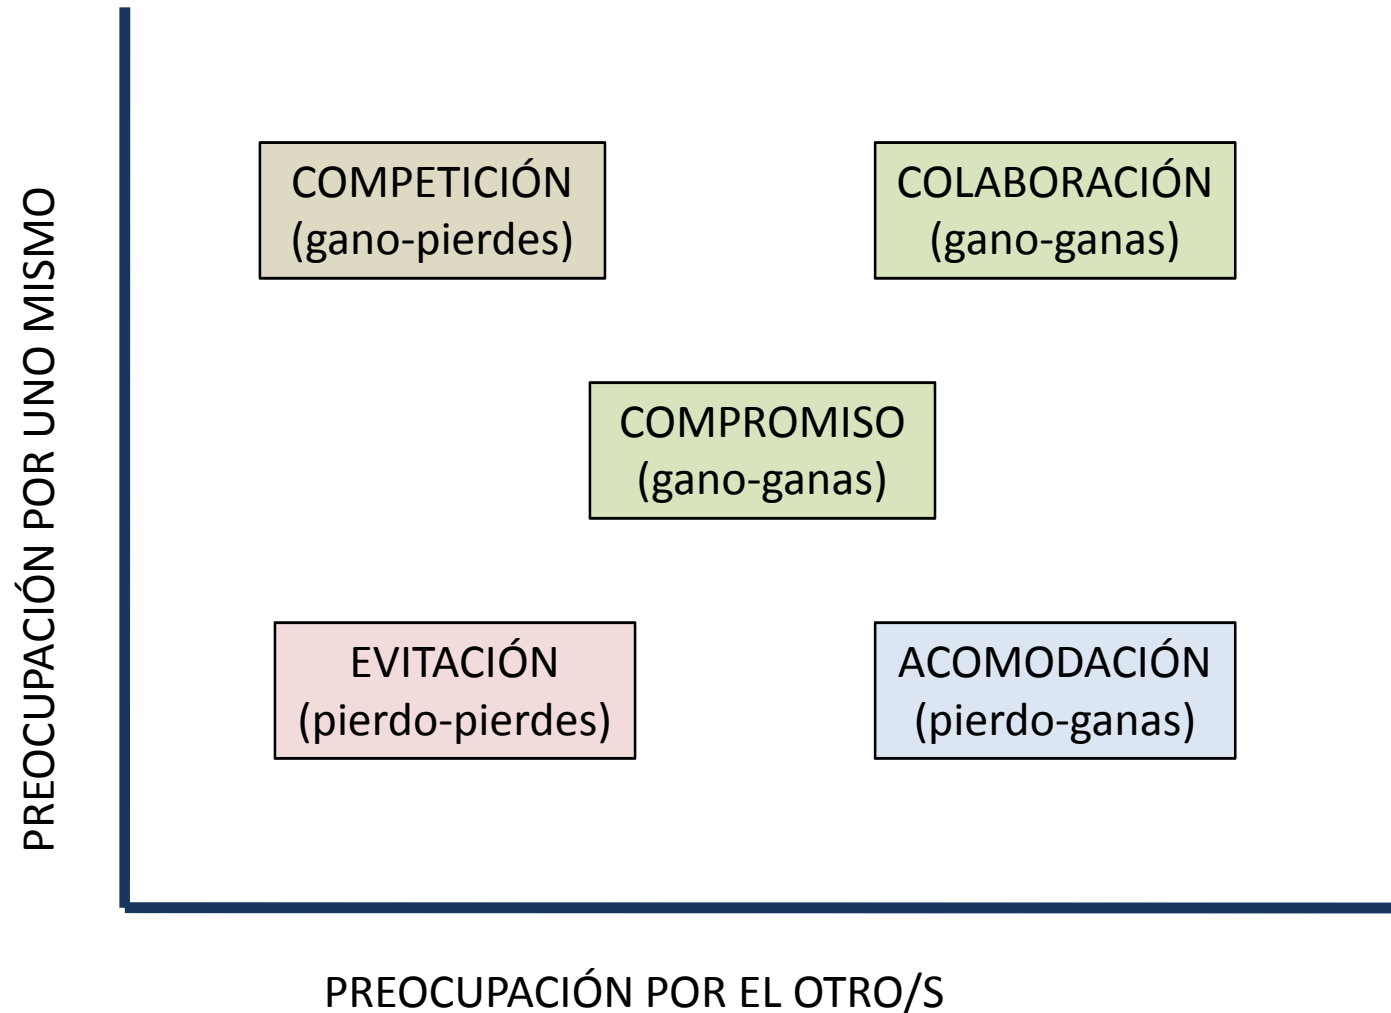 PREOCUPACIÓN POR UNO MISMO
COMPETICIÓN
(gano-pierdes)
COLABORACIÓN
(gano-ganas)
COMPROMISO
(gano-ganas)
EVITACIÓN
(pierdo-pierdes)
ACOMODACIÓN
(pierdo-ganas)
PREOCUPACIÓN POR EL OTRO/S